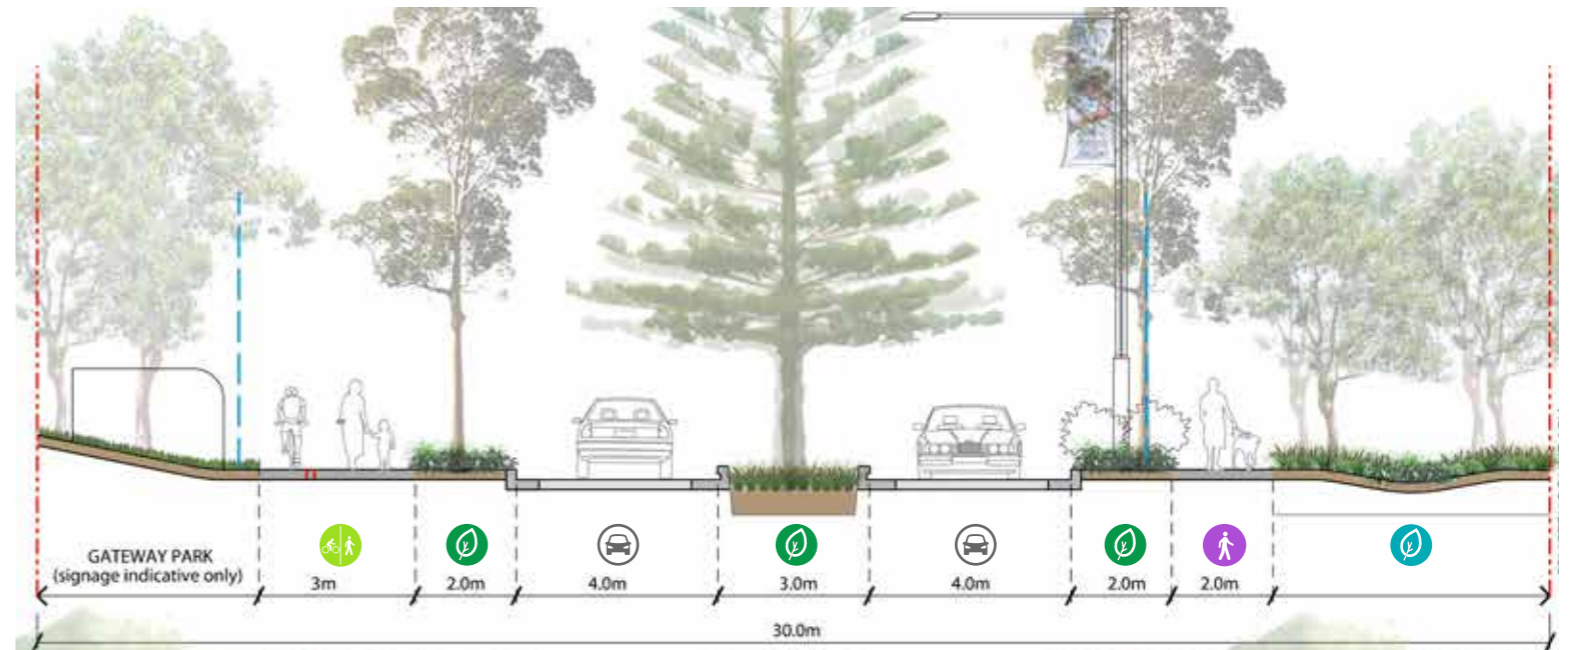 GATEWAY PARK
(signage indicative only)
3m
2.0m
4.0m
3.0m
4.0m
2.0m
2.0m
30.0m